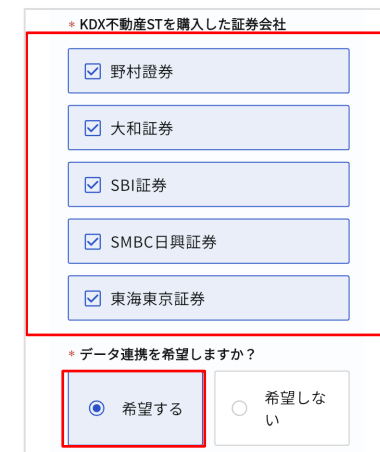 * KDX不動産STを購入した証券会社
野村證券
大和証券
SBI証券
SMBC日興証券
東海東京証券
* データ連携を希望しますか？
希望する
希望しな
い